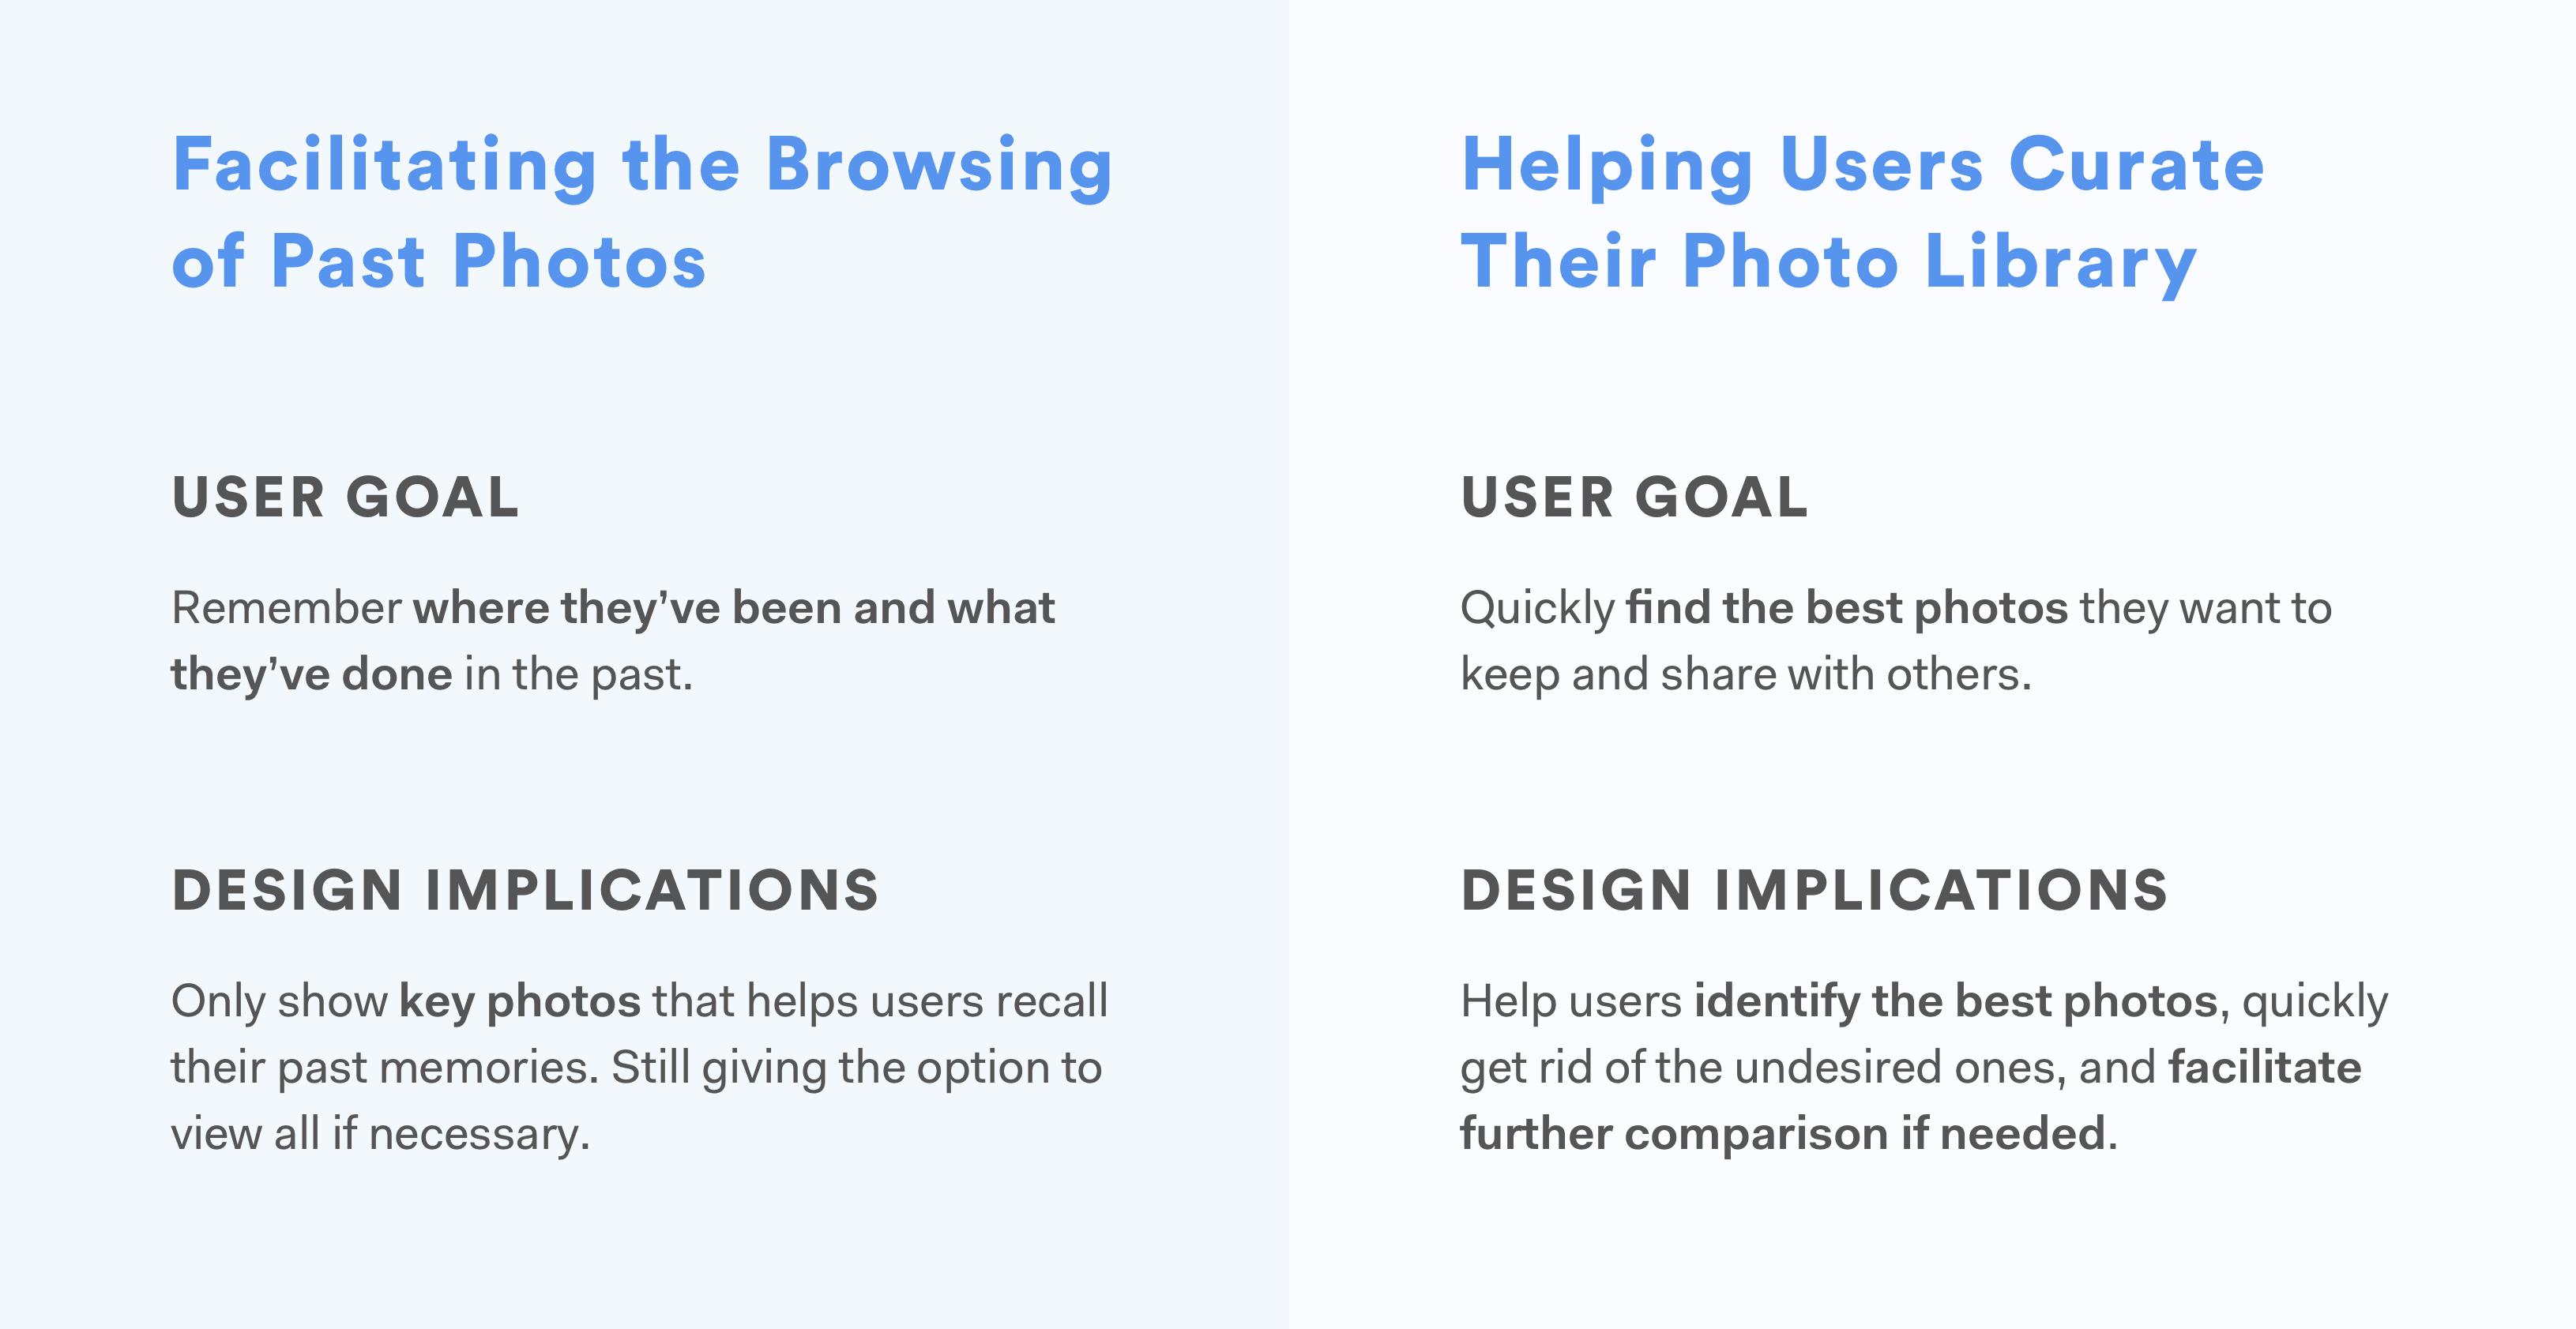 Facilitating the Browsing
of Past Photos
USER GOAL
Remember where they’ve been and what
they’ve done in the past.
DESIGN IMPLICATIONS
Only show key photos that helps users recall
their past memories. Still giving the option to
view all if necessary.
Helping Users Curate
Their Photo Library
USER GOAL
Quickly find the best photos they want to
keep and share with others.
DESIGN IMPLICATIONS
Help users identify the best photos, quickly
get rid of the undesired ones, and facilitate
further comparison if needed.